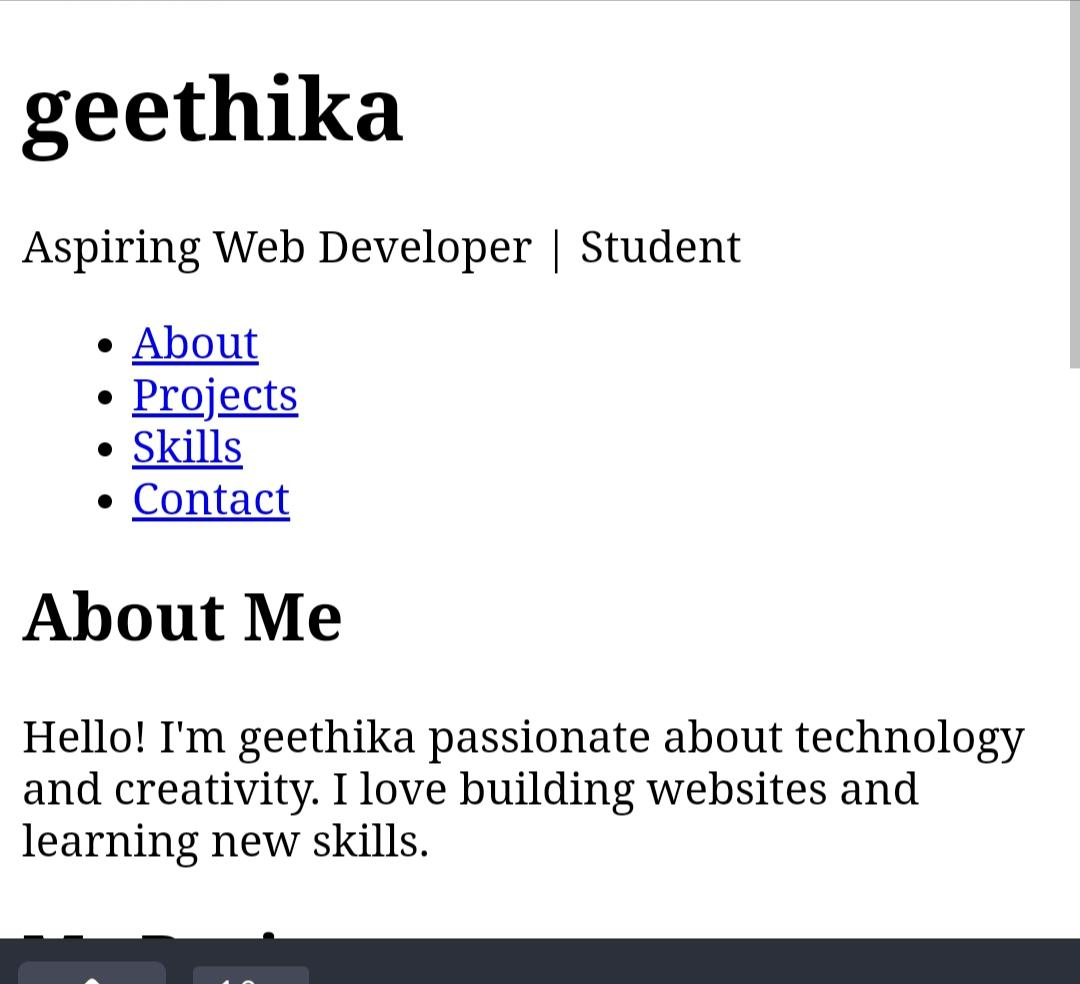 geethika
Aspiring Web Developer | Student
About
Projects
Skills
Contact
About Me
Hello! I'm geethika passionate about technology
and creativity. I love building websites and
learning new skills.